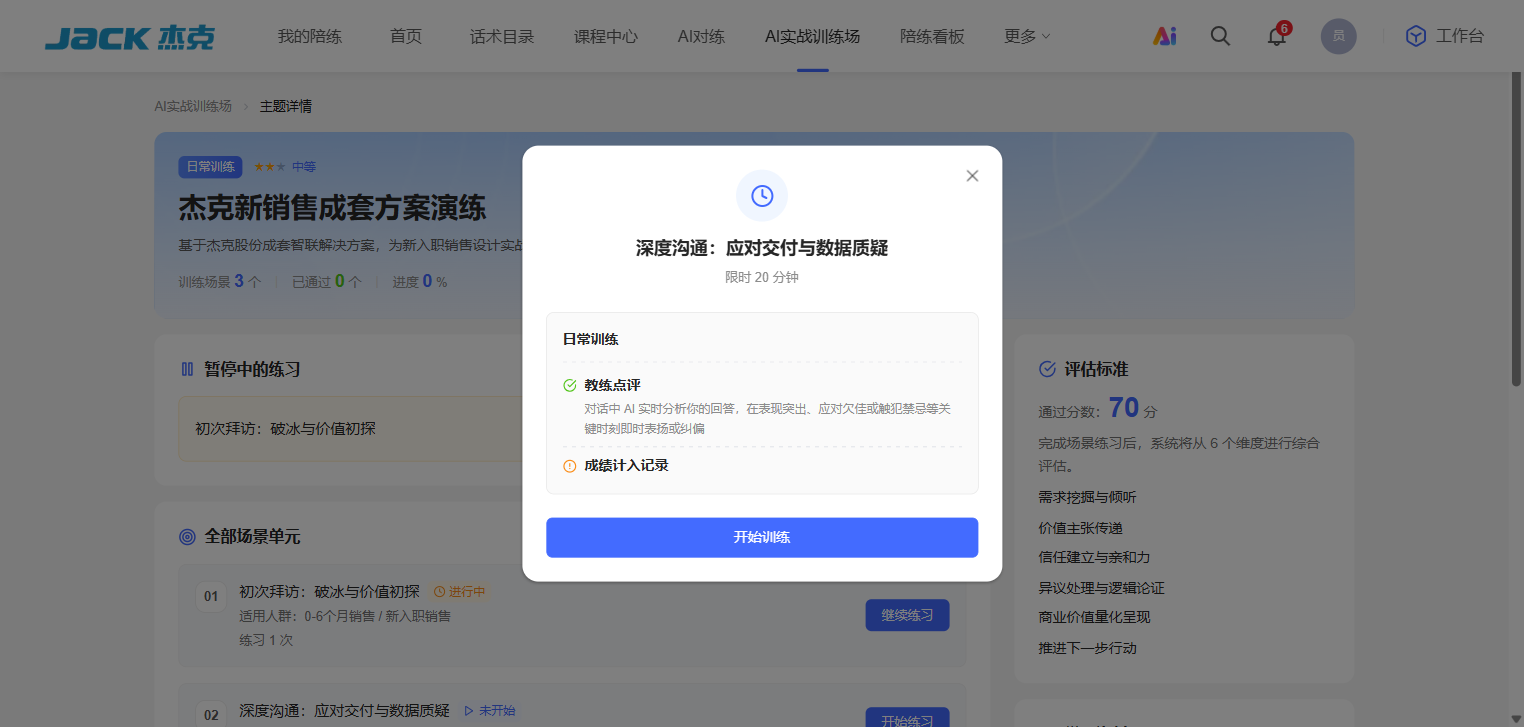 JACK 杰克
我的陪练
首页
话术目录
课程中心
AI对练
AI实战训练场
陪练看板
更多
Ai
6
员
工作台
AI实战训练场 › 主题详情
日常训练
中等
杰克新销售成套方案演练
基于杰克股份成套智联解决方案，为新入职销售设计实战
训练场景 3 个
已通过 0 个
进度 0 %
暂停中的练习
初次拜访：破冰与价值初探
全部场景单元
01
初次拜访：破冰与价值初探
进行中
适用人群：0-6个月销售 / 新入职销售
练习 1 次
继续练习
02
深度沟通：应对交付与数据质疑
未开始
开始练习
深度沟通：应对交付与数据质疑
限时 20 分钟
日常训练
教练点评
对话中 AI 实时分析你的回答，在表现突出、应对欠佳或触犯禁忌等关
键时刻即时表扬或纠偏
成绩计入记录
开始训练
评估标准
通过分数：70 分
完成场景练习后，系统将从 6 个维度进行综合
评估。
需求挖掘与倾听
价值主张传递
信任建立与亲和力
异议处理与逻辑论证
商业价值量化呈现
推进下一步行动